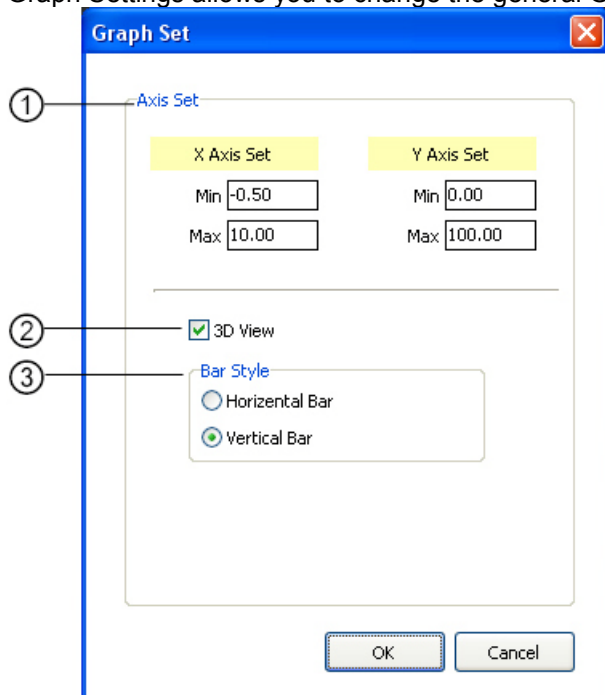 Graph Settings allows you to change the general G
Graph Set
① Axis Set
X Axis Set Y Axis Set
Min -0.50 Min 0.00
Max 10.00 Max 100.00
② 3D View
③ Bar Style
Horizental Bar
Vertical Bar
OK Cancel